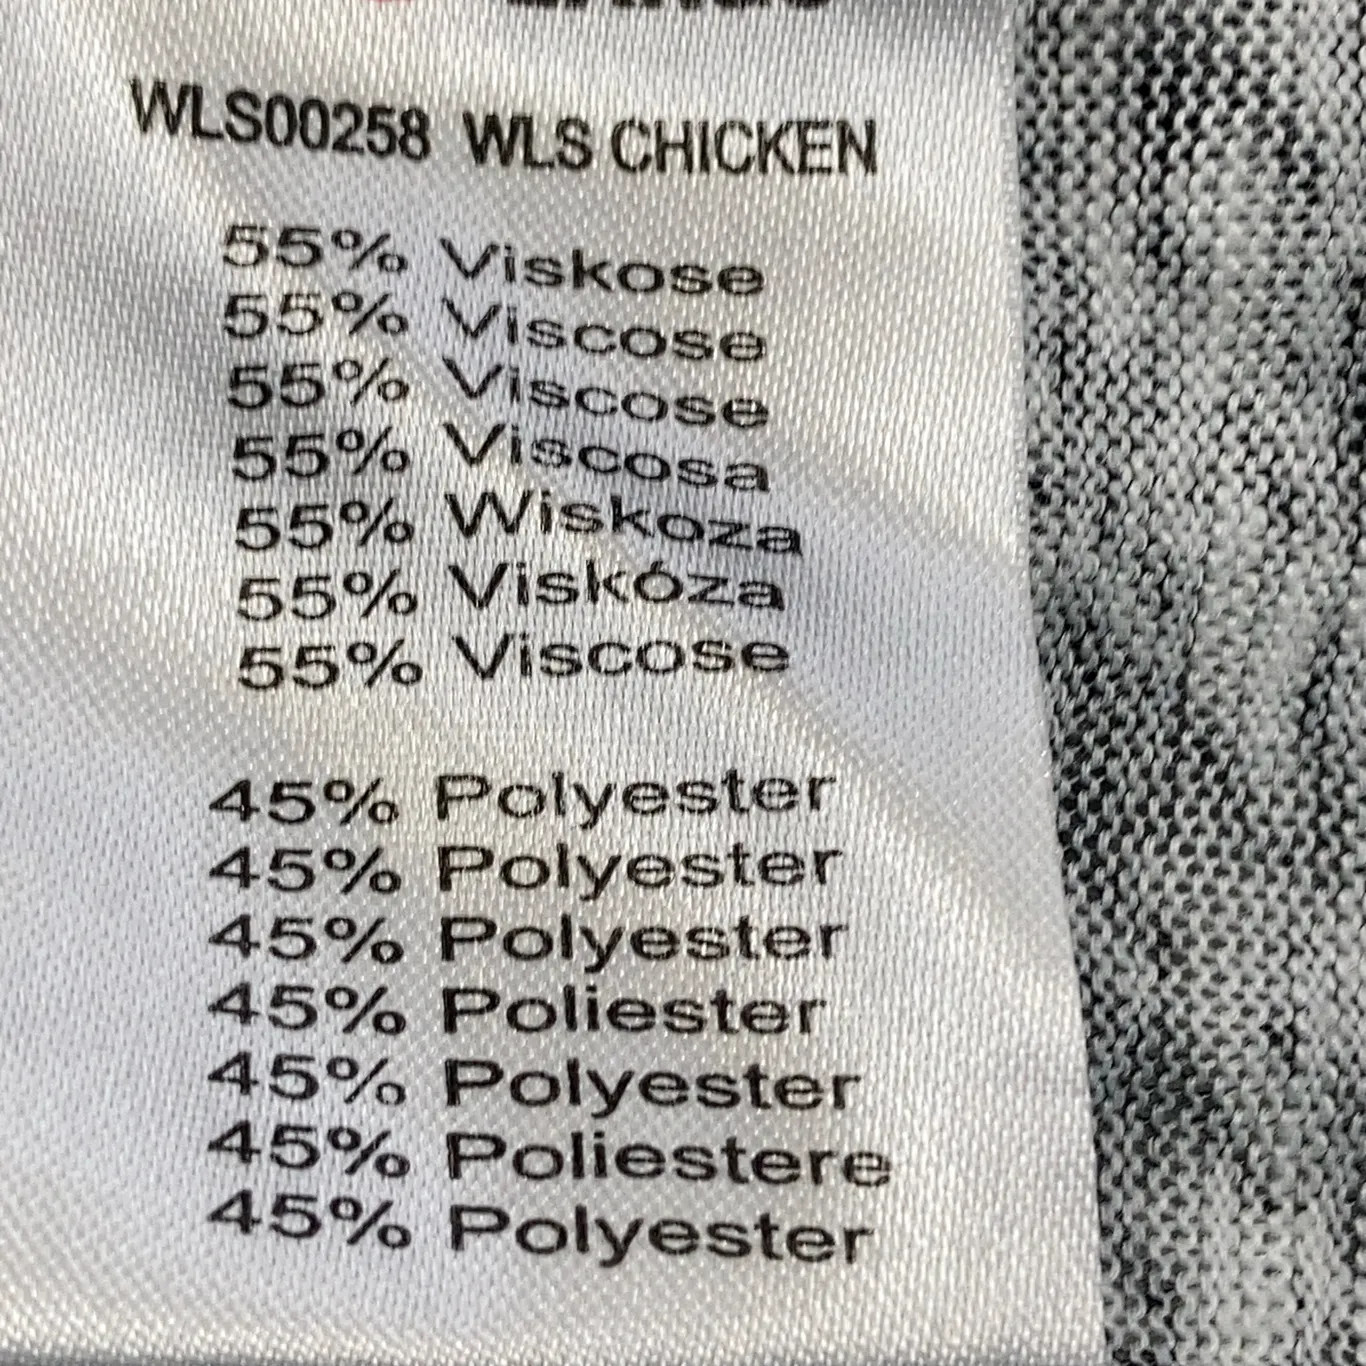 WLS00258 WLS CHICKEN
55% Viskose
55% Viscose
55% Viscose
55% Viscosa
55% Wiskoza
55% Viskóza
55% Viscose
45% Polyester
45% Polyester
45% Polyester
45% Poliester
45% Polyester
45% Poliestere
45% Polyester